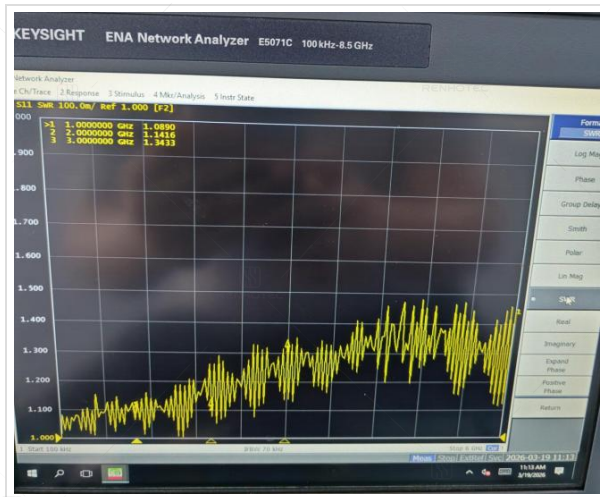 KEYSIGHT ENA Network Analyzer E5071C 100 kHz-8.5 GHz
Network Analyzer
RENHOTEC
Ch/Trace 2 Response 3 Stimulus 4 Mkr/Analysis 5 Instr State
S11 SWR 100.0m/ Ref 1.000 [F2]
>1 1.0000000 GHz 1.0890
2 2.0000000 GHz 1.1416
3 3.0000000 GHz 1.3433
.900
.800
1.700
1.600
1.500
1.400
1.300
1.200
1.100
1.000
1
SWR
Log Mag
Phase
Group Delay
Smith
Polar
Lin Mag
SWR
Real
Imaginary
Expand
Phase
Positive
Phase
Return
1 Start 100 kHz IFBW 70 kHz
Meas Stop ExtRef Svc 2026-03-19 11:13
11:13 AM
3/19/2026